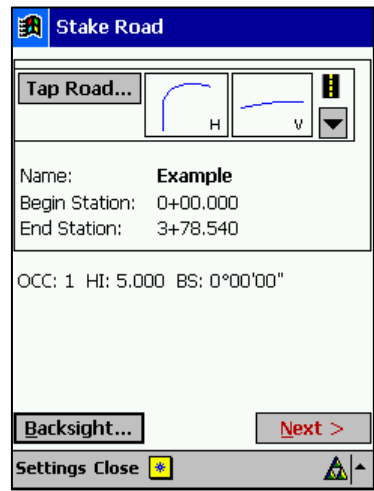 Stake Road
Tap Road...
H
V
Name: Example
Begin Station: 0+00.000
End Station: 3+78.540
OCC: 1 HI: 5.000 BS: 0°00'00"
Backsight... Next >
Settings Close